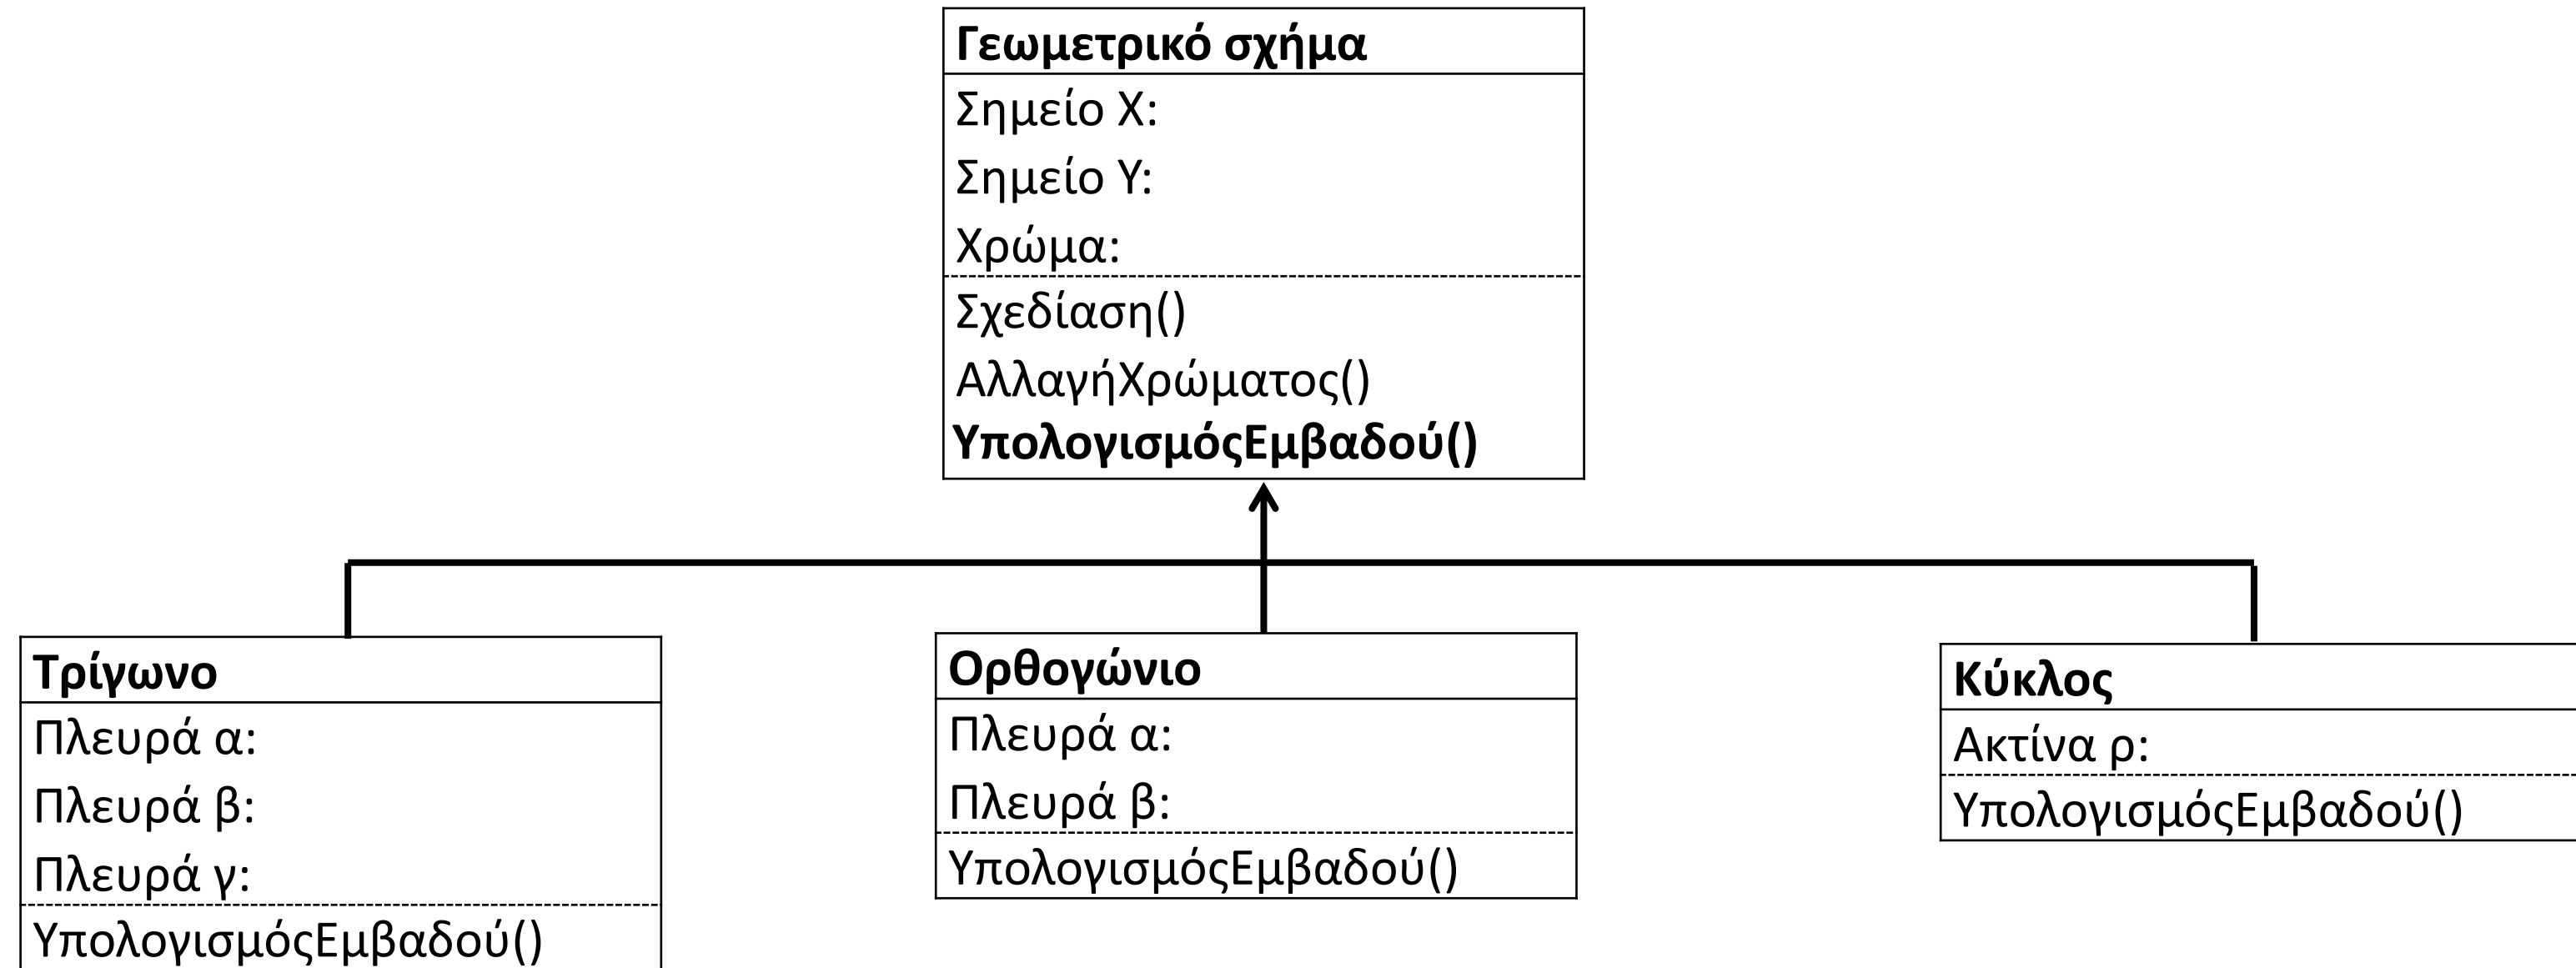 Γεωμετρικό σχήμα
Σημείο Χ:
Σημείο Υ:
Χρώμα:
Σχεδίαση()
ΑλλαγήΧρώματος()
ΥπολογισμόςΕμβαδού()
Τρίγωνο
Πλευρά α:
Πλευρά β:
Πλευρά γ:
ΥπολογισμόςΕμβαδού()
Ορθογώνιο
Πλευρά α:
Πλευρά β:
ΥπολογισμόςΕμβαδού()
Κύκλος
Ακτίνα ρ:
ΥπολογισμόςΕμβαδού()